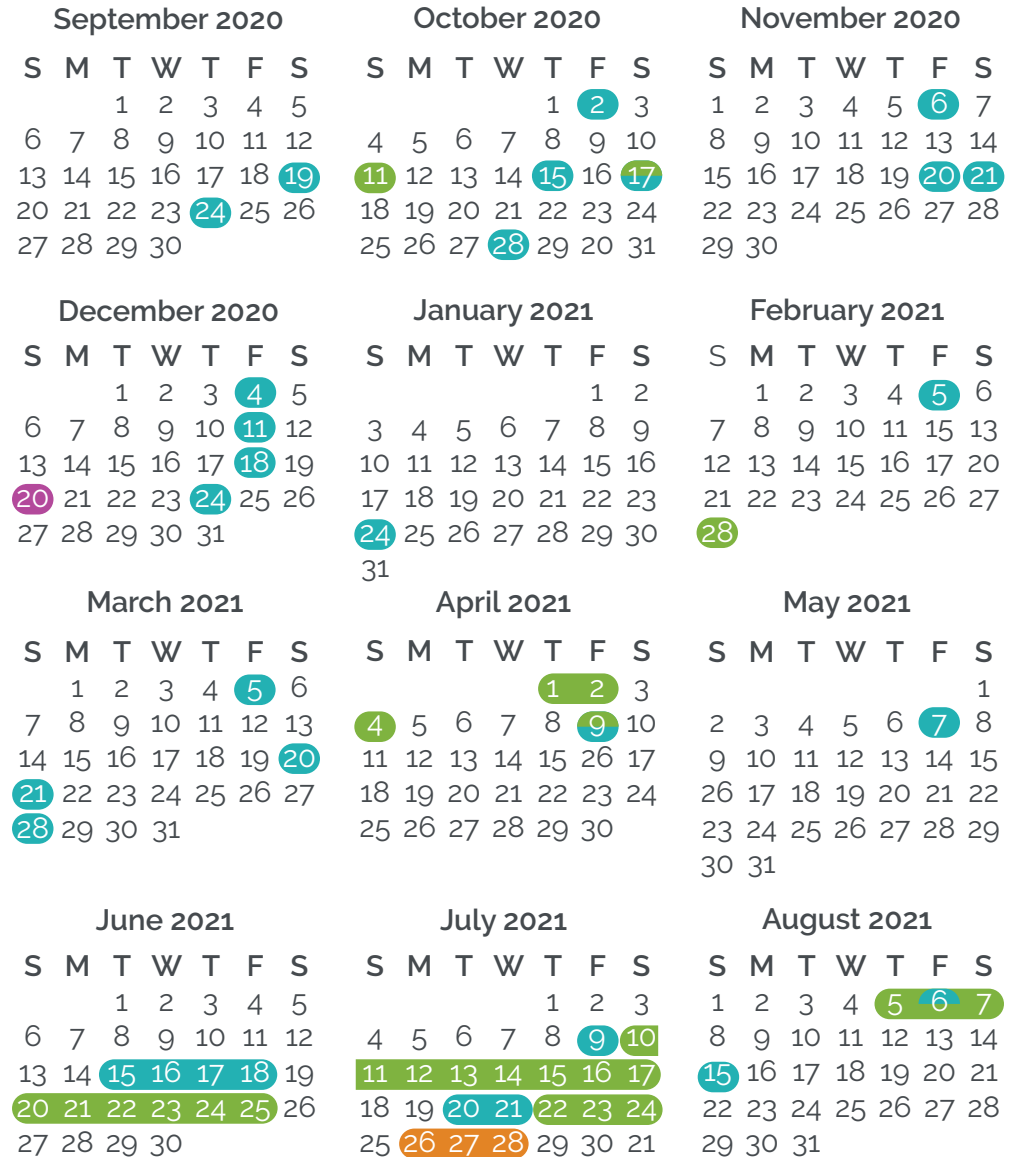 September 2020
S M T W T F S
1 2 3 4 5
6 7 8 9 10 11 12
13 14 15 16 17 18 19
20 21 22 23 24 25 26
27 28 29 30
October 2020
S M T W T F S
1 2 3
4 5 6 7 8 9 10
11 12 13 14 15 16 17
18 19 20 21 22 23 24
25 26 27 28 29 20 31
November 2020
S M T W T F S
1 2 3 4 5 6 7
8 9 10 11 12 13 14
15 16 17 18 19 20 21
22 23 24 25 26 27 28
29 30
December 2020
S M T W T F S
1 2 3 4 5
6 7 8 9 10 11 12
13 14 15 16 17 18 19
20 21 22 23 24 25 26
27 28 29 30 31
January 2021
S M T W T F S
1 2
3 4 5 6 7 8 9
10 11 12 13 14 15 16
17 18 19 20 21 22 23
24 25 26 27 28 29 30
31
February 2021
S M T W T F S
1 2 3 4 5 6
7 8 9 10 11 15 13
12 13 14 15 16 17 20
21 22 23 24 25 26 27
28
March 2021
S M T W T F S
1 2 3 4 5 6
7 8 9 10 11 12 13
14 15 16 17 18 19 20
21 22 23 24 25 26 27
28 29 30 31
April 2021
S M T W T F S
1 2 3
4 5 6 7 8 9 10
11 12 13 14 15 26 17
18 19 20 21 22 23 24
25 26 27 28 29 30
May 2021
S M T W T F S
1
2 3 4 5 6 7 8
9 10 11 12 13 14 15
26 17 18 19 20 21 22
23 24 25 26 27 28 29
30 31
June 2021
S M T W T F S
1 2 3 4 5
6 7 8 9 10 11 12
13 14 15 16 17 18 19
20 21 22 23 24 25 26
27 28 29 30
July 2021
S M T W T F S
1 2 3
4 5 6 7 8 9 10
11 12 13 14 15 16 17
18 19 20 21 22 23 24
25 26 27 28 29 30 21
August 2021
S M T W T F S
1 2 3 4 5 6 7
8 9 10 11 12 13 14
15 16 17 18 19 20 21
22 23 24 25 26 27 28
29 30 31